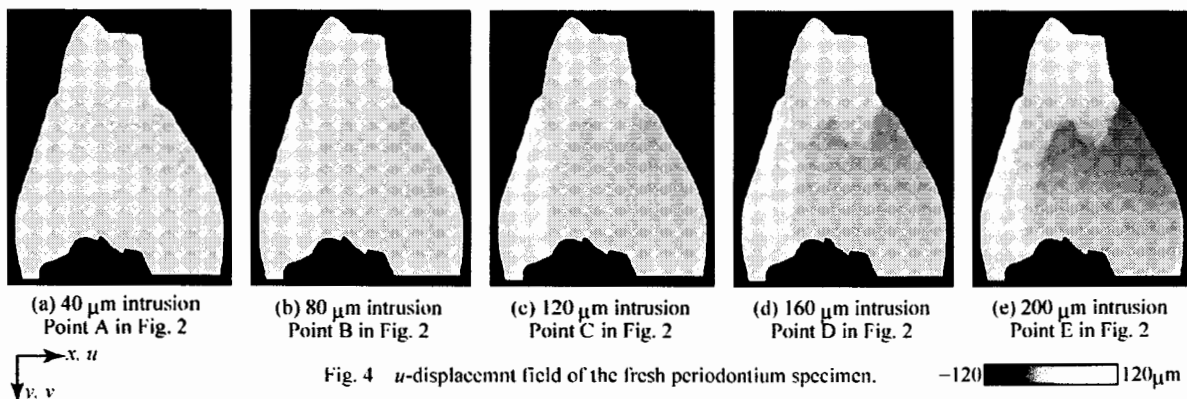 (a) 40 μm intrusion
Point A in Fig. 2
(b) 80 μm intrusion
Point B in Fig. 2
(c) 120 μm intrusion
Point C in Fig. 2
(d) 160 μm intrusion
Point D in Fig. 2
(e) 200 μm intrusion
Point E in Fig. 2
x, u
y, v
Fig. 4 u-displacemnt field of the fresh periodontium specimen.
−120 120μm